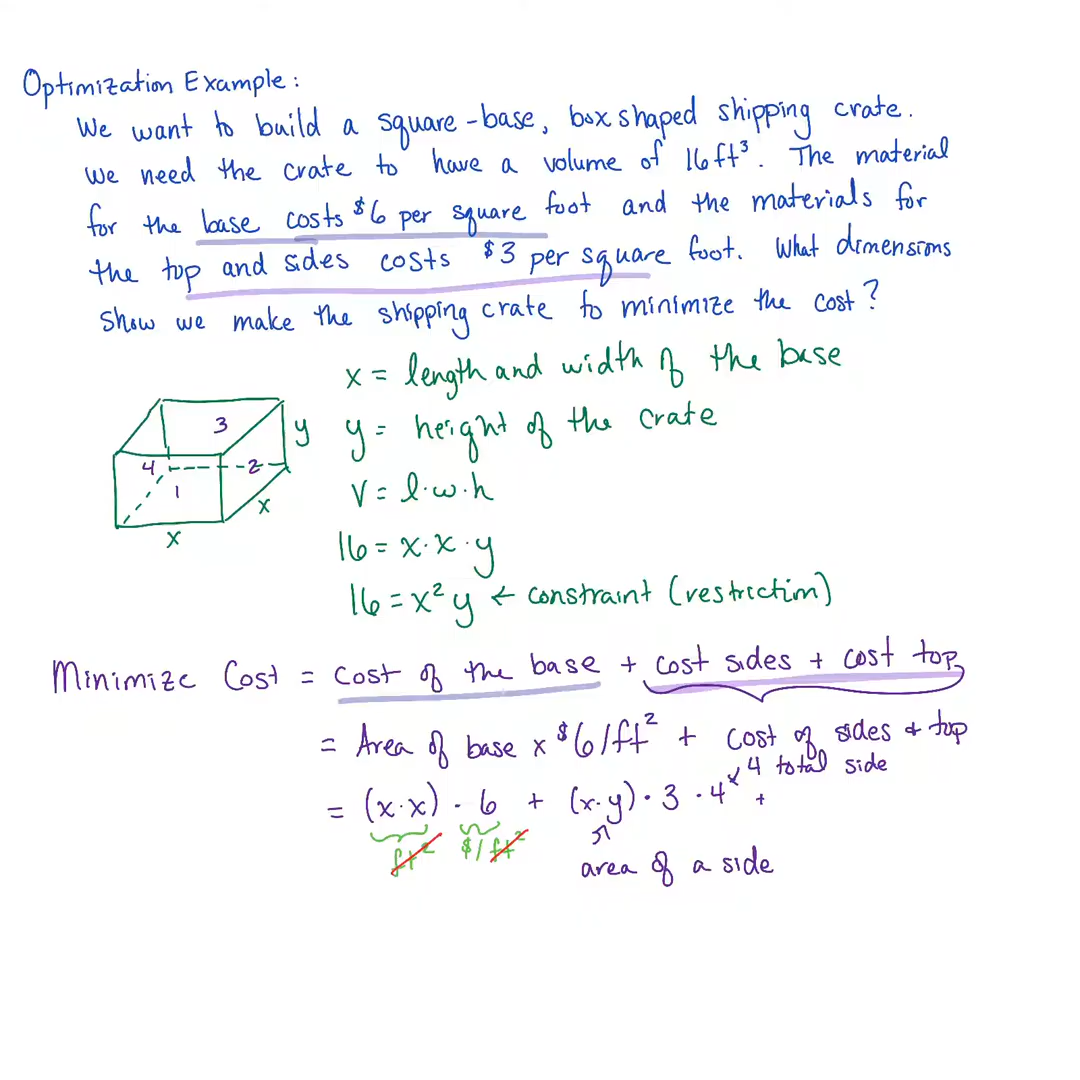 Optimization Example:
We want to build a square-base, box shaped shipping crate.
We need the crate to have a volume of 16ft³. The material
for the base costs $6 per square foot and the materials for
the top and sides costs $3 per square foot. What dimensions
show we make the shipping crate to minimize the cost?
x = length and width of the base
y = height of the crate
V = l·w·h
16 = x·x·y
16 = x²y ← constraint (restriction)
3
y
4
2
1
x
x
Minimize Cost = cost of the base + cost sides + cost top
= Area of base x $6/ft² + cost of sides + top
4 total side
= (x·x)·6 + (x·y)·3·4 +
ft² $/ft²
area of a side